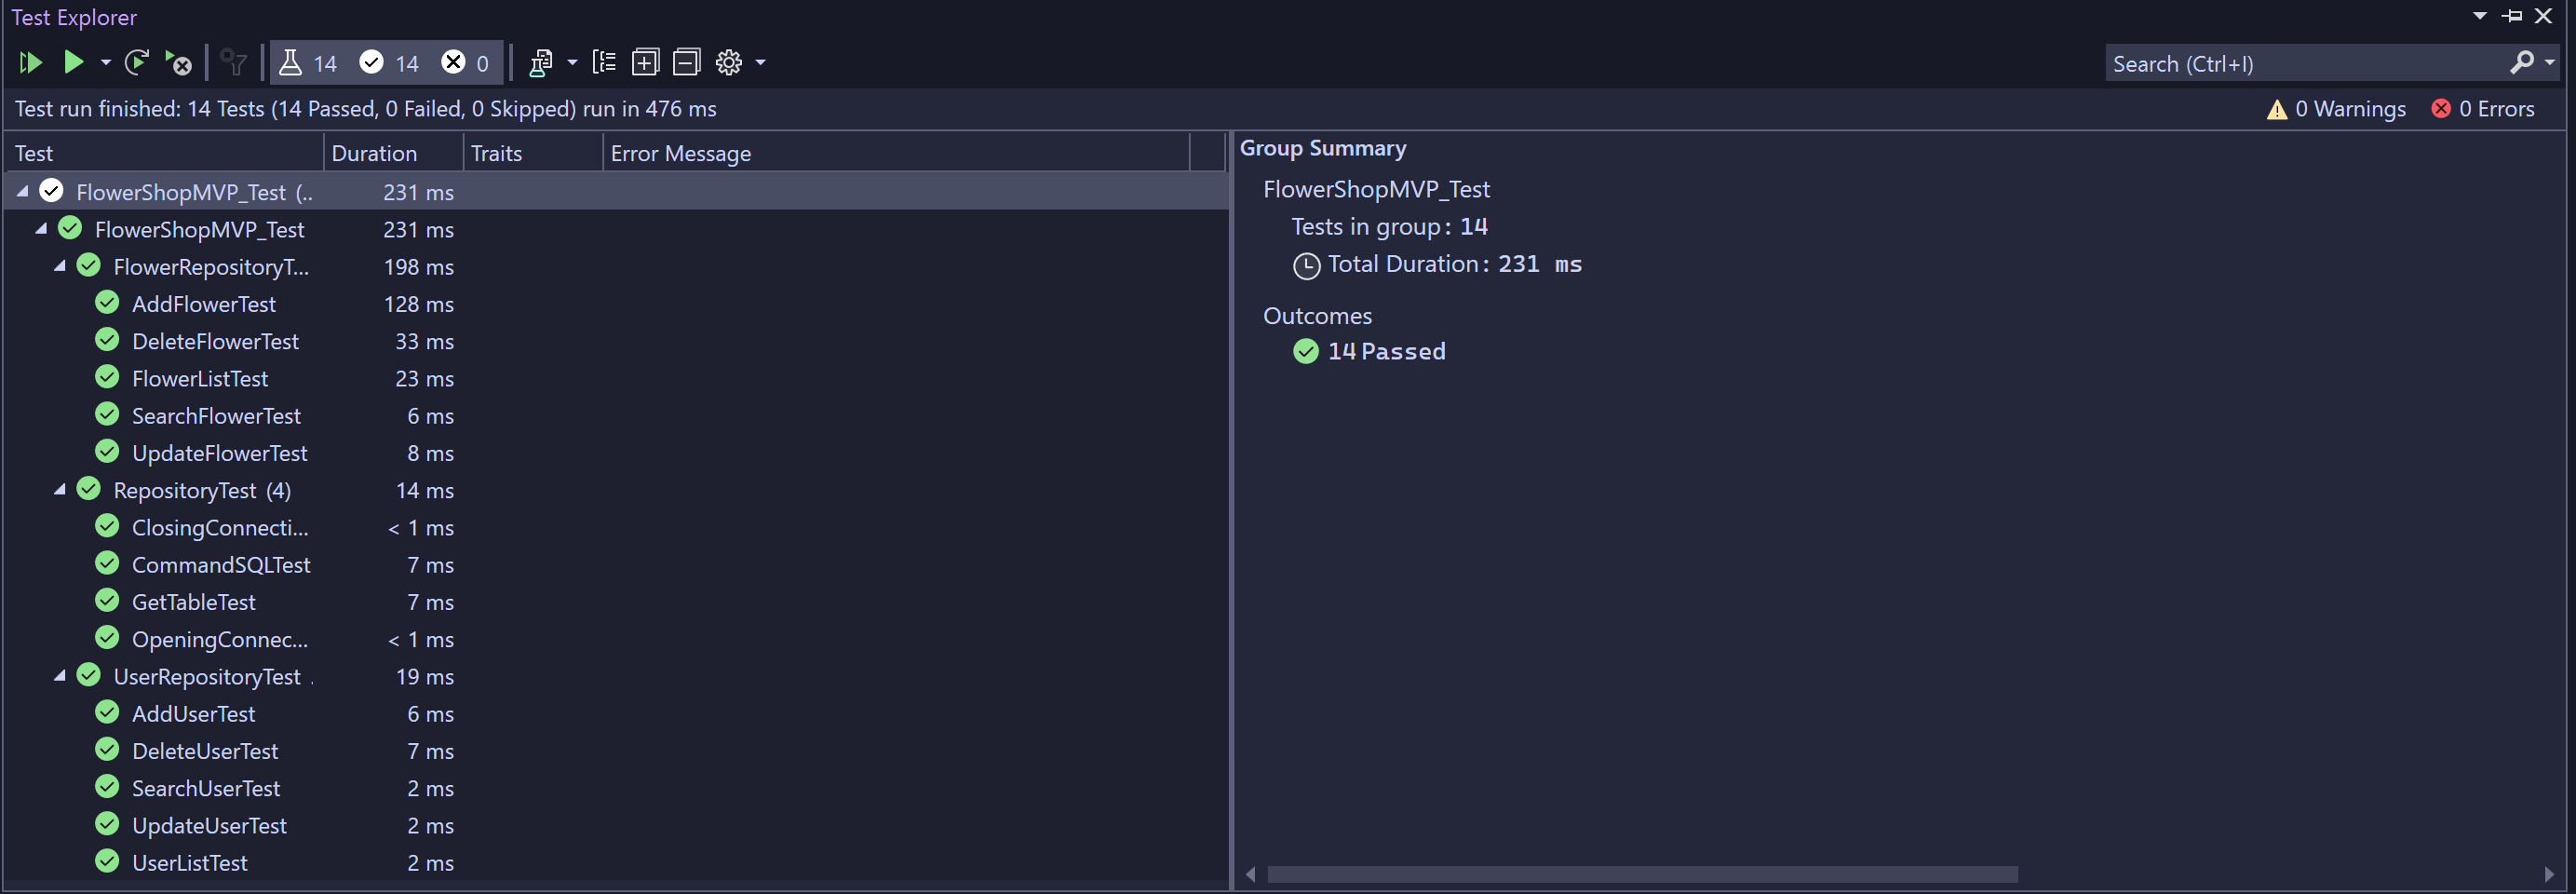 Test Explorer
14 14 0
Search (Ctrl+I)
Test run finished: 14 Tests (14 Passed, 0 Failed, 0 Skipped) run in 476 ms
0 Warnings 0 Errors
Test Duration Traits Error Message
FlowerShopMVP_Test (.. 231 ms
FlowerShopMVP_Test 231 ms
FlowerRepositoryT... 198 ms
AddFlowerTest 128 ms
DeleteFlowerTest 33 ms
FlowerListTest 23 ms
SearchFlowerTest 6 ms
UpdateFlowerTest 8 ms
RepositoryTest (4) 14 ms
ClosingConnecti... < 1 ms
CommandSQLTest 7 ms
GetTableTest 7 ms
OpeningConnec... < 1 ms
UserRepositoryTest . 19 ms
AddUserTest 6 ms
DeleteUserTest 7 ms
SearchUserTest 2 ms
UpdateUserTest 2 ms
UserListTest 2 ms
Group Summary
FlowerShopMVP_Test
Tests in group: 14
Total Duration: 231 ms
Outcomes
14 Passed